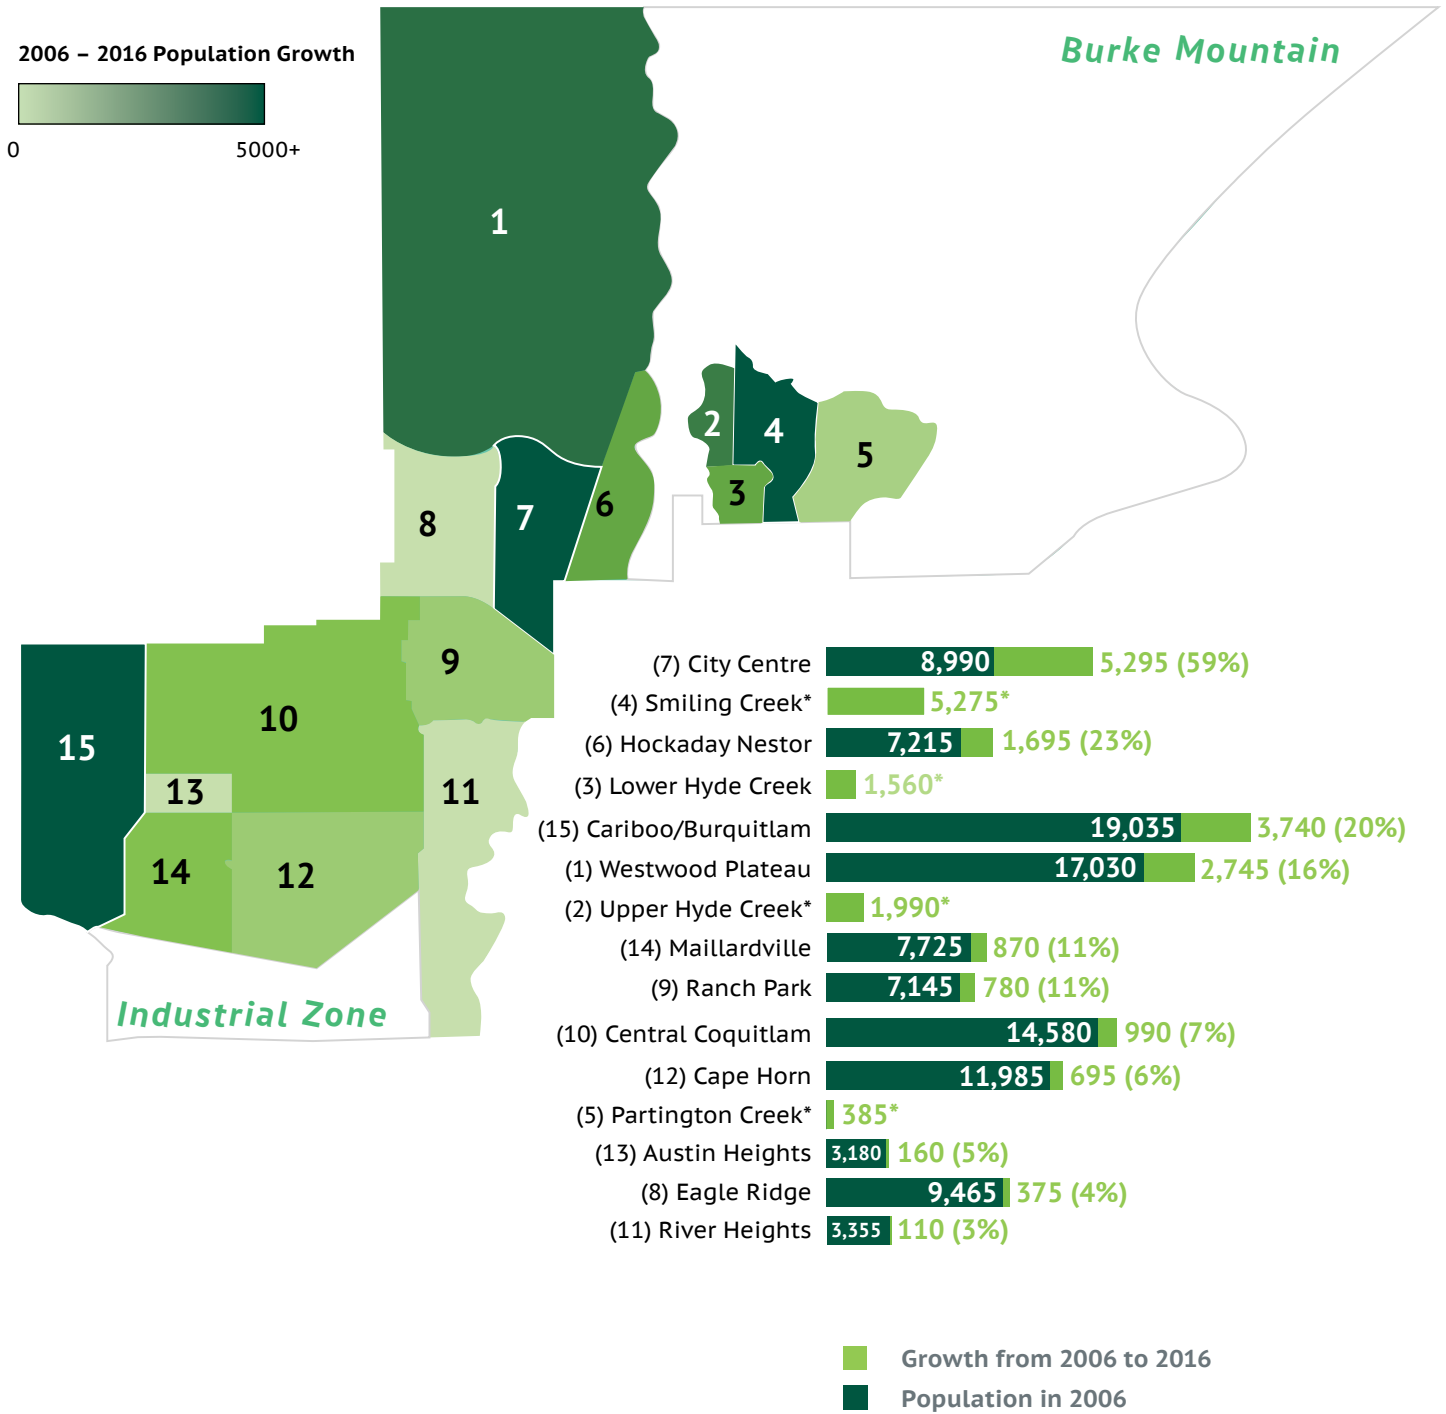 Burke Mountain
2006 – 2016 Population Growth
0 5000+
1
2
4
5
3
6
7
8
9
10
15
13
11
14
12
Industrial Zone
(7) City Centre 8,990 5,295 (59%)
(4) Smiling Creek* 5,275*
(6) Hockaday Nestor 7,215 1,695 (23%)
(3) Lower Hyde Creek 1,560*
(15) Cariboo/Burquitlam 19,035 3,740 (20%)
(1) Westwood Plateau 17,030 2,745 (16%)
(2) Upper Hyde Creek* 1,990*
(14) Maillardville 7,725 870 (11%)
(9) Ranch Park 7,145 780 (11%)
(10) Central Coquitlam 14,580 990 (7%)
(12) Cape Horn 11,985 695 (6%)
(5) Partington Creek* 385*
(13) Austin Heights 3,180 160 (5%)
(8) Eagle Ridge 9,465 375 (4%)
(11) River Heights 3,355 110 (3%)
Growth from 2006 to 2016
Population in 2006